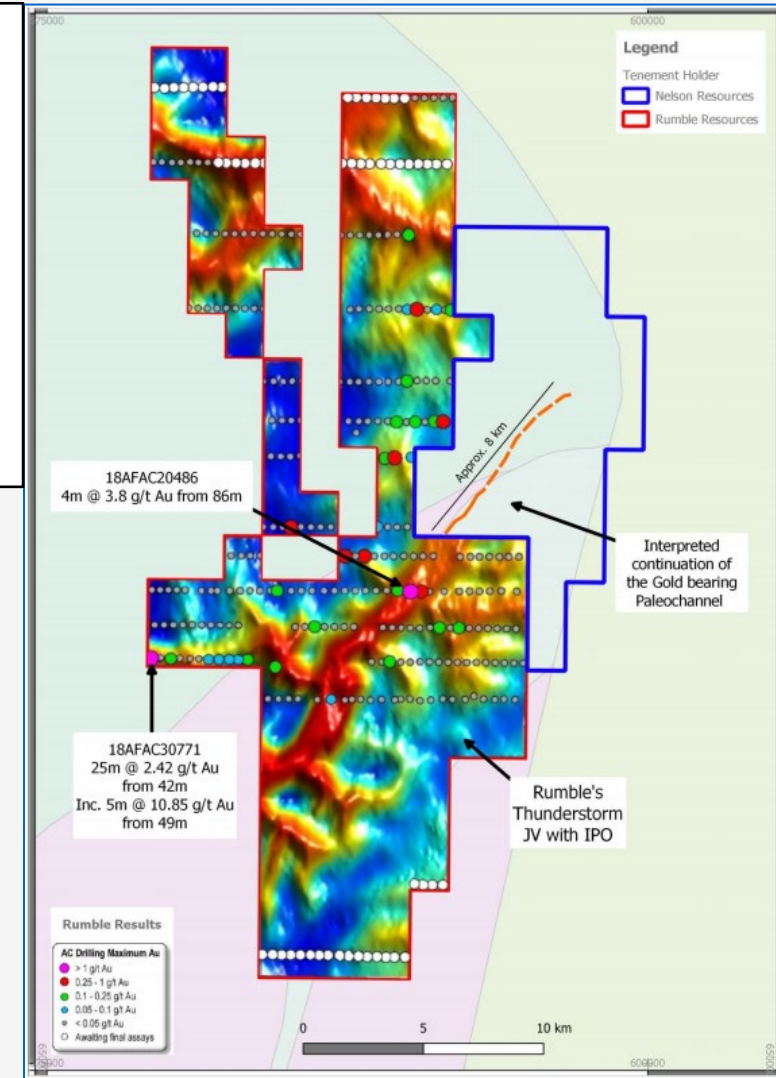 75000
600000
Legend
Tenement Holder
Nelson Resources
Rumble Resources
Approx. 8 km
18AFAC20486
4m @ 3.8 g/t Au from 86m
Interpreted
continuation of
the Gold bearing
Paleochannel
18AFAC30771
25m @ 2.42 g/t Au
from 42m
Inc. 5m @ 10.85 g/t Au
from 49m
Rumble's
Thunderstorm
JV with IPO
Rumble Results
AC Drilling Maximum Au
> 1 g/t Au
0.25 - 1 g/t Au
0.1 - 0.25 g/t Au
0.05 - 0.1 g/t Au
< 0.05 g/t Au
Awaiting final assays
0 5 10 km
600000